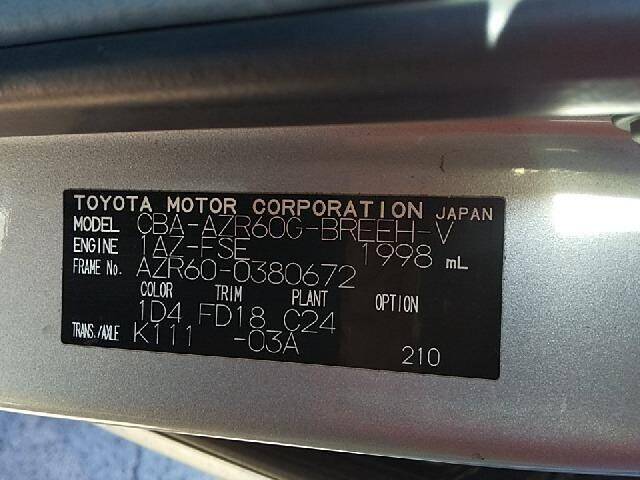 TOYOTA MOTOR CORPORATION JAPAN
MODEL CBA-AZR60G-BREEH-V
ENGINE 1AZ-FSE 1998 mL
FRAME No. AZR60-0380672
COLOR TRIM PLANT OPTION
1D4 FD18 C24
TRANS./AXLE K111 -03A 210